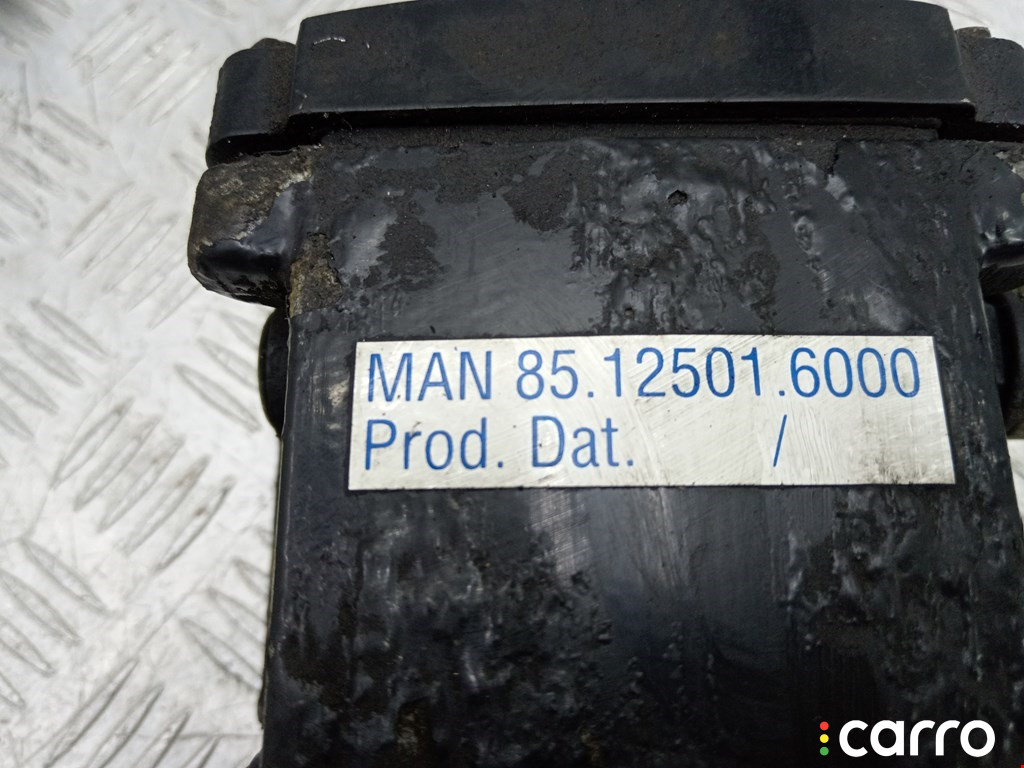 MAN 85.12501.6000
Prod. Dat. /
carro